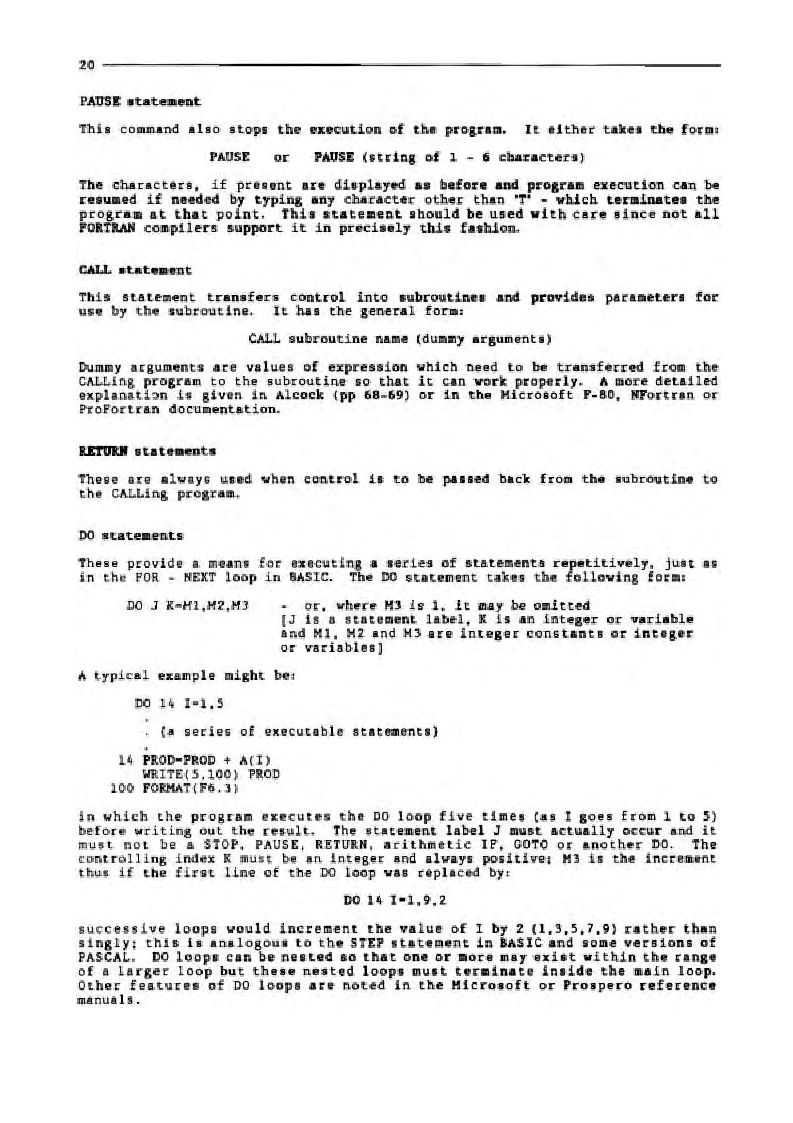 20
PAUSE statement
This command also stops the execution of the program. It either takes the form:
PAUSE or PAUSE (string of 1 - 6 characters)
The characters, if present are displayed as before and program execution can be
resumed if needed by typing any character other than 'T' - which terminates the
program at that point. This statement should be used with care since not all
FORTRAN compilers support it in precisely this fashion.
CALL statement
This statement transfers control into subroutines and provides parameters for
use by the subroutine. It has the general form:
CALL subroutine name (dummy arguments)
Dummy arguments are values of expression which need to be transferred from the
CALLing program to the subroutine so that it can work properly. A more detailed
explanation is given in Alcock (pp 68-69) or in the Microsoft F-80, NFortran or
ProFortran documentation.
RETURN statements
These are always used when control is to be passed back from the subroutine to
the CALLing program.
DO statements
These provide a means for executing a series of statements repetitively, just as
in the FOR - NEXT loop in BASIC. The DO statement takes the following form:
DO J K=M1,M2,M3 - or, where M3 is 1, it may be omitted
[J is a statement label, K is an integer or variable
and M1, M2 and M3 are integer constants or integer
or variables]
A typical example might be:
DO 14 I=1,5
.
. (a series of executable statements)
.
14 PROD=PROD + A(I)
WRITE(5,100) PROD
100 FORMAT(F6.3)
in which the program executes the DO loop five times (as I goes from 1 to 5)
before writing out the result. The statement label J must actually occur and it
must not be a STOP, PAUSE, RETURN, arithmetic IF, GOTO or another DO. The
controlling index K must be an integer and always positive; M3 is the increment
thus if the first line of the DO loop was replaced by:
DO 14 I=1,9,2
successive loops would increment the value of I by 2 (1,3,5,7,9) rather than
singly; this is analogous to the STEP statement in BASIC and some versions of
PASCAL. DO loops can be nested so that one or more may exist within the range
of a larger loop but these nested loops must terminate inside the main loop.
Other features of DO loops are noted in the Microsoft or Prospero reference
manuals.